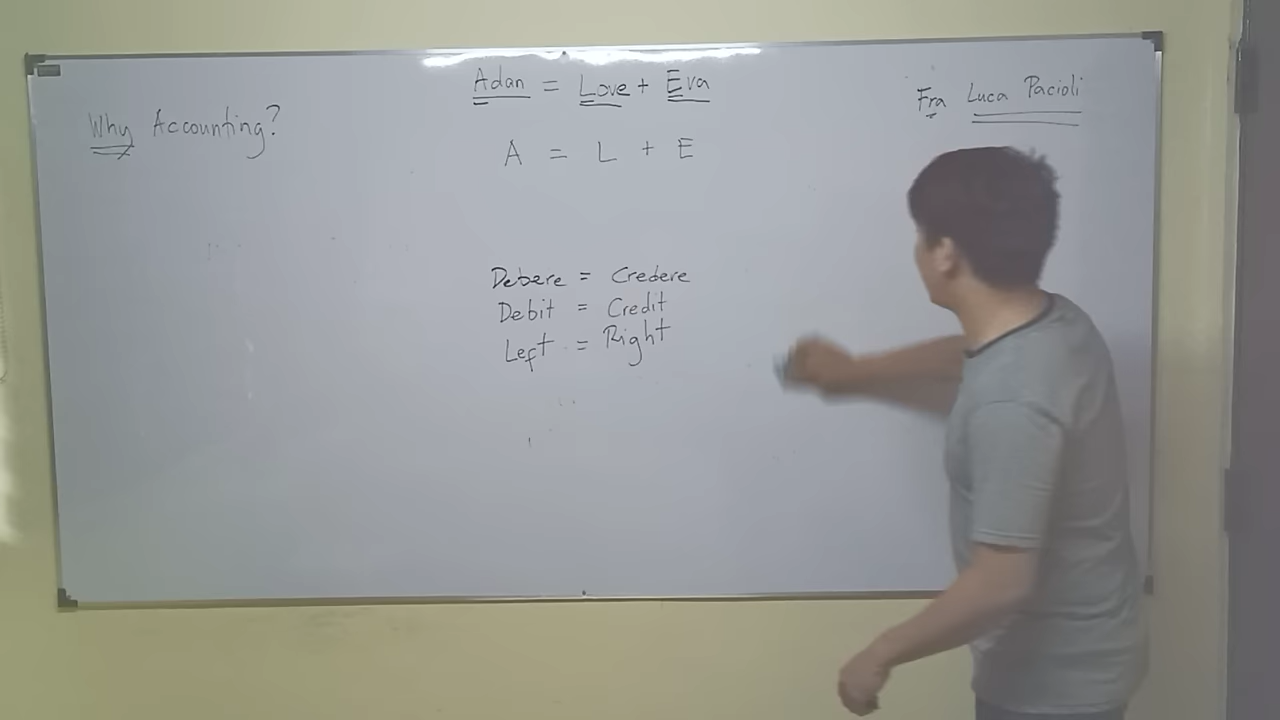 Why Accounting?
Adan = Love + Eva
A = L + E
Debere = Credere
Debit = Credit
Left = Right
Fra Luca Pacioli